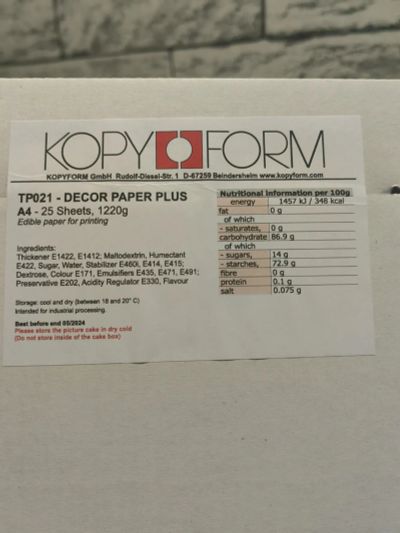 KOPY FORM
KOPYFORM GmbH Rudolf-Diesel-Str. 1 D-67259 Beindersheim www.kopyform.com
TP021 - DECOR PAPER PLUS
A4 - 25 Sheets, 1220g
Edible paper for printing
Ingredients:
Thickener E1422, E1412; Maltodextrin, Humectant
E422, Sugar, Water, Stabilizer E460i, E414, E415;
Dextrose, Colour E171, Emulsifiers E435, E471, E491;
Preservative E202, Acidity Regulator E330, Flavour
Storage: cool and dry (between 18 and 20° C)
Intended for industrial processing.
Best before end 05/2024
Please store the picture cake in dry cold
(Do not store inside of the cake box)
Nutritional information per 100g
energy 1457 kJ / 348 kcal
fat 0 g
of which
- saturates, 0 g
carbohydrate 86.9 g
of which
- sugars, 14 g
- starches, 72.9 g
fibre 0 g
protein 0.1 g
salt 0.075 g